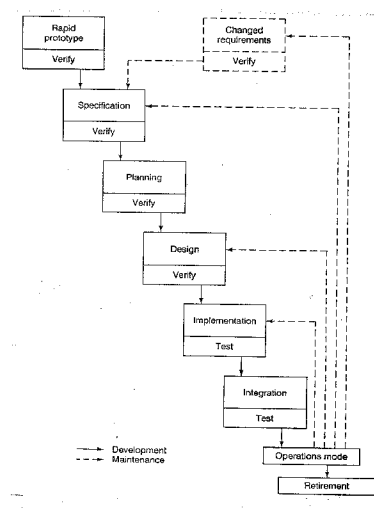 Rapid
prototype
Verify
Changed
requirements
Verify
Specification
Verify
Planning
Verify
Design
Verify
Implementation
Test
Integration
Test
Development
Maintenance
Operations mode
Retirement